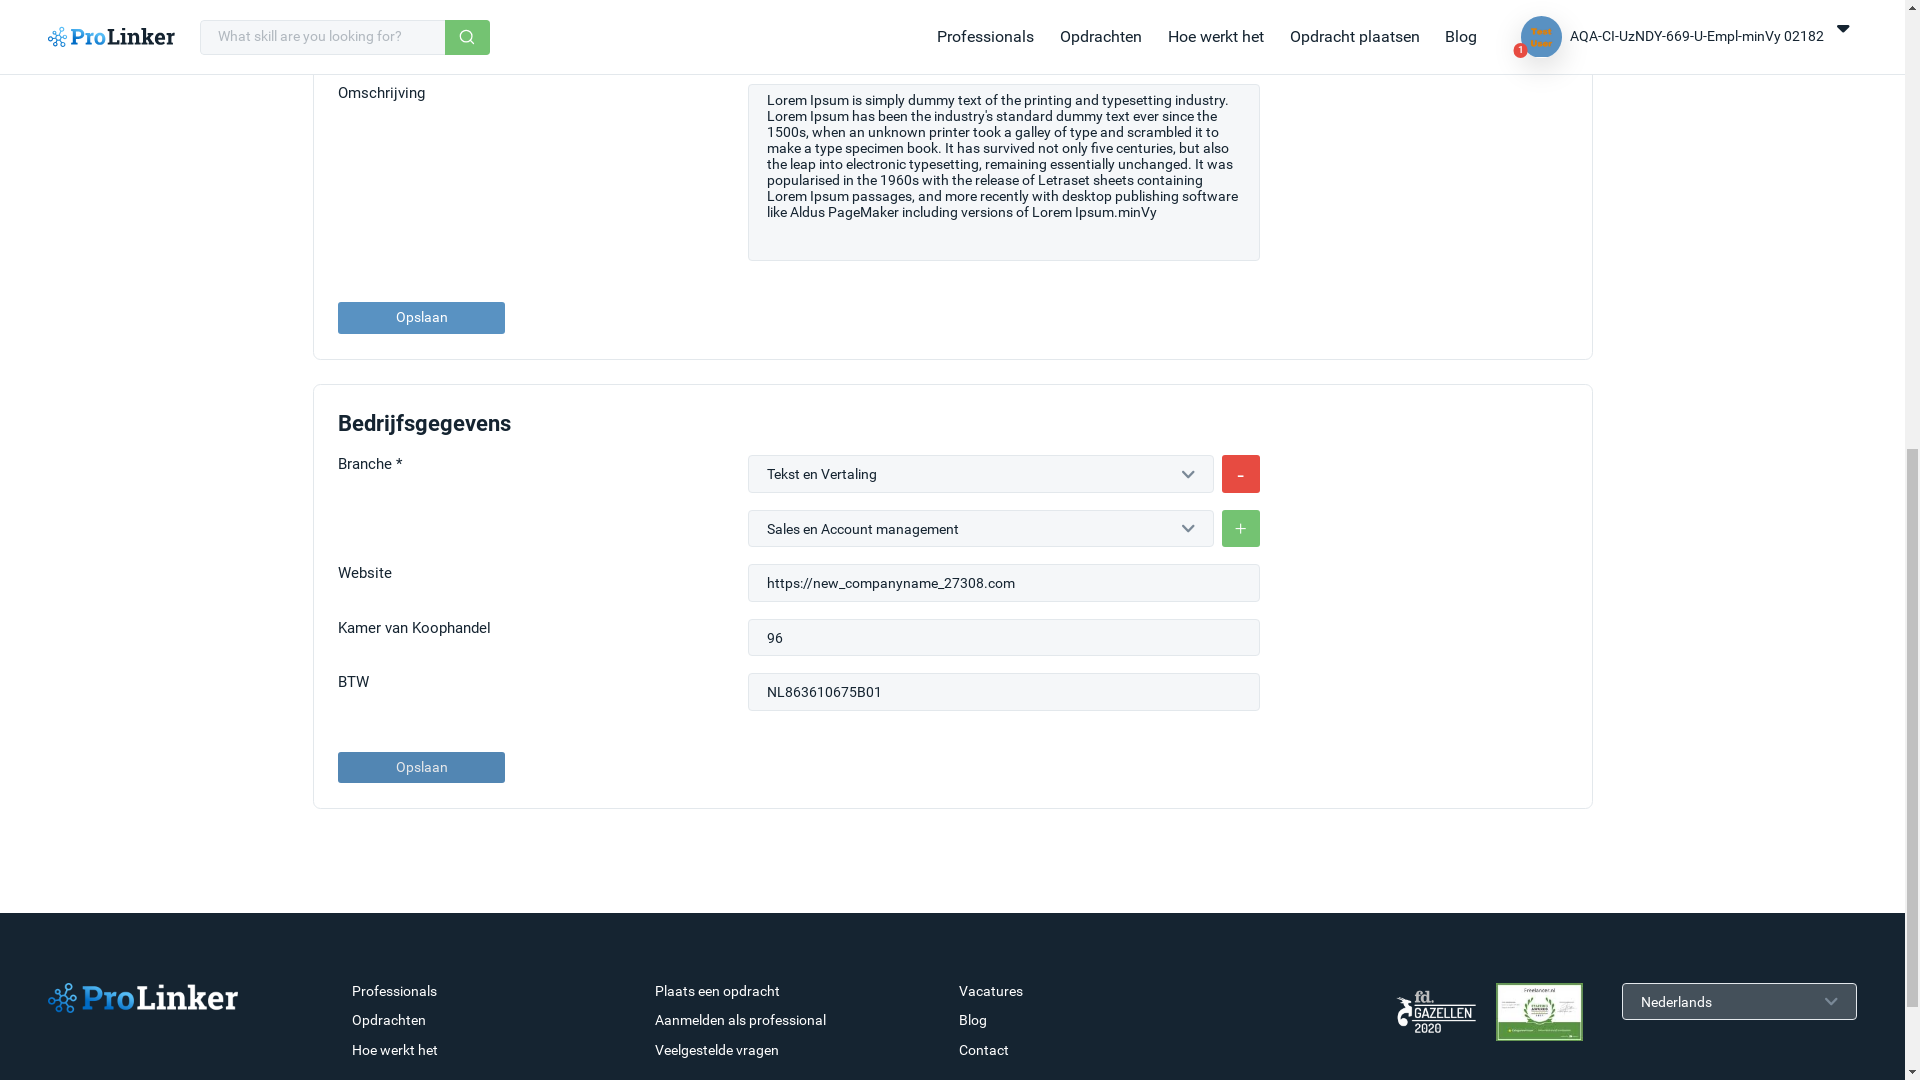 ProLinker
What skill are you looking for?
Professionals
Opdrachten
Hoe werkt het
Opdracht plaatsen
Blog
1
AQA-CI-UzNDY-669-U-Empl-minVy 02182
Omschrijving
Lorem Ipsum is simply dummy text of the printing and typesetting industry.
Lorem Ipsum has been the industry's standard dummy text ever since the
1500s, when an unknown printer took a galley of type and scrambled it to
make a type specimen book. It has survived not only five centuries, but also
the leap into electronic typesetting, remaining essentially unchanged. It was
popularised in the 1960s with the release of Letraset sheets containing
Lorem Ipsum passages, and more recently with desktop publishing software
like Aldus PageMaker including versions of Lorem Ipsum.minVy
Opslaan
Bedrijfsgegevens
Branche *
Tekst en Vertaling
-
Sales en Account management
+
Website
https://new_companyname_27308.com
Kamer van Koophandel
96
BTW
NL863610675B01
Opslaan
ProLinker
Professionals
Opdrachten
Hoe werkt het
Plaats een opdracht
Aanmelden als professional
Veelgestelde vragen
Vacatures
Blog
Contact
fd.
GAZELLEN
2020
Freelancer.nl
Nederlands